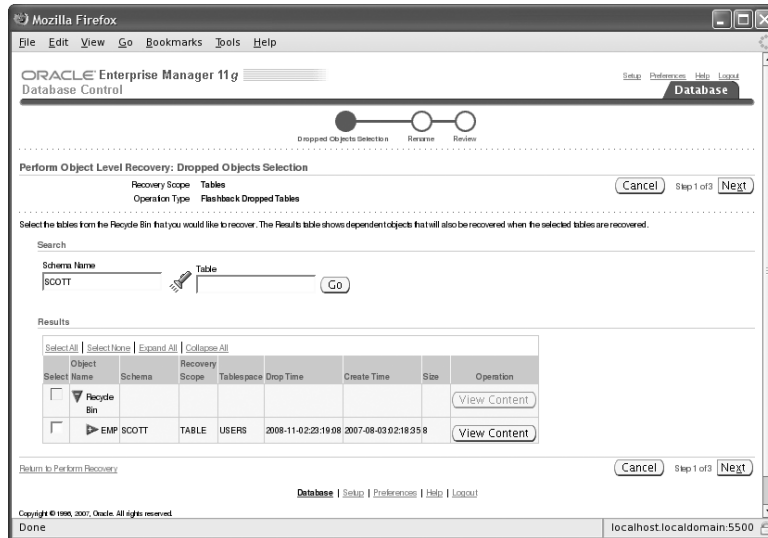 Mozilla Firefox
File Edit View Go Bookmarks Tools Help
ORACLE Enterprise Manager 11g
Database Control
Setup Preferences Help Logout
Database
Dropped Objects Selection Rename Review
Perform Object Level Recovery: Dropped Objects Selection
Recovery Scope Tables
Operation Type Flashback Dropped Tables
Cancel Step 1 of 3 Next
Select the tables from the Recycle Bin that you would like to recover. The Results table shows dependent objects that will also be recovered when the selected tables are recovered.
Search
Schema Name
SCOTT
Table
Go
Results
Select All | Select None | Expand All | Collapse All
Select Object Name Schema Recovery Scope Tablespace Drop Time Create Time Size Operation
Recycle Bin View Content
EMP SCOTT TABLE USERS 2008-11-02:23:19:08 2007-08-03:02:18:35 8 View Content
Return to Perform Recovery
Cancel Step 1 of 3 Next
Database | Setup | Preferences | Help | Logout
Copyright © 1996, 2007, Oracle. All rights reserved.
Done localhost.localdomain:5500